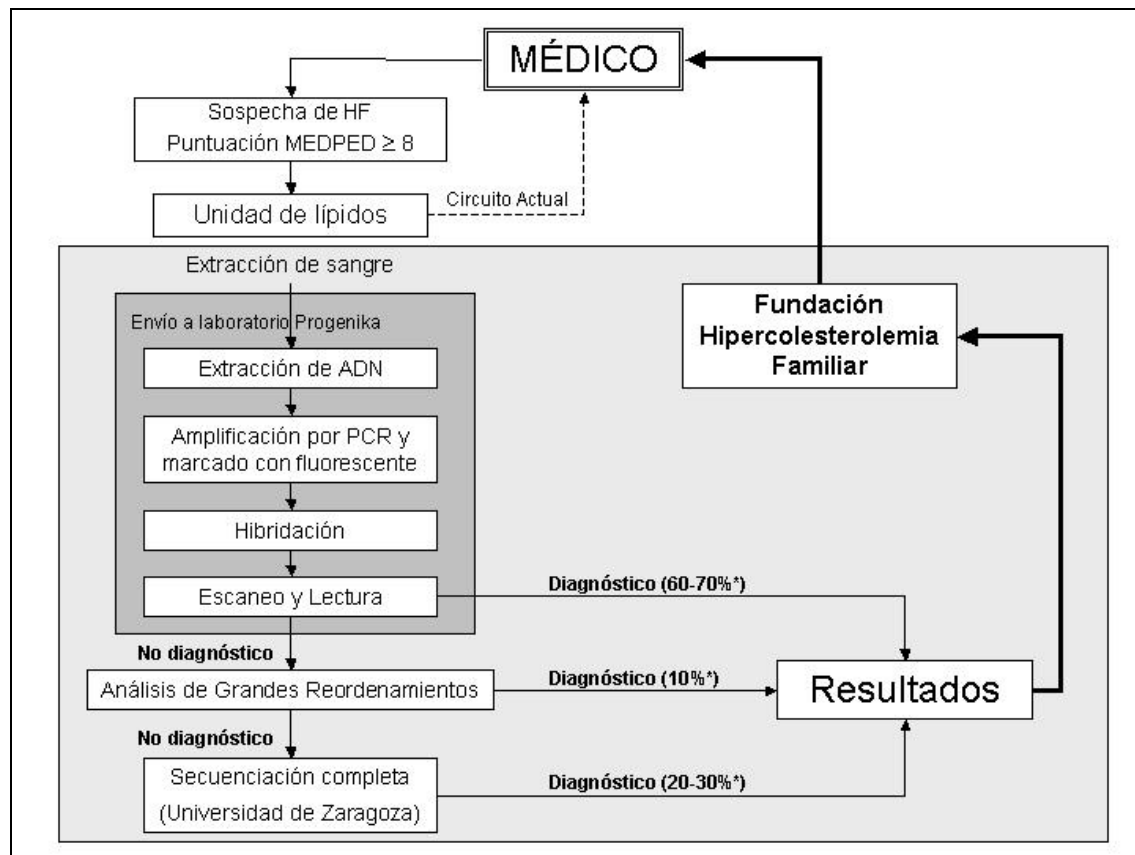 MÉDICO
Sospecha de HF
Puntuación MEDPED ≥ 8
Unidad de lípidos
Circuito Actual
Extracción de sangre
Envío a laboratorio Progenika
Extracción de ADN
Amplificación por PCR y
marcado con fluorescente
Hibridación
Escaneo y Lectura
Diagnóstico (60-70%*)
No diagnóstico
Análisis de Grandes Reordenamientos
Diagnóstico (10%*)
No diagnóstico
Secuenciación completa
(Universidad de Zaragoza)
Diagnóstico (20-30%*)
Resultados
Fundación
Hipercolesterolemia
Familiar